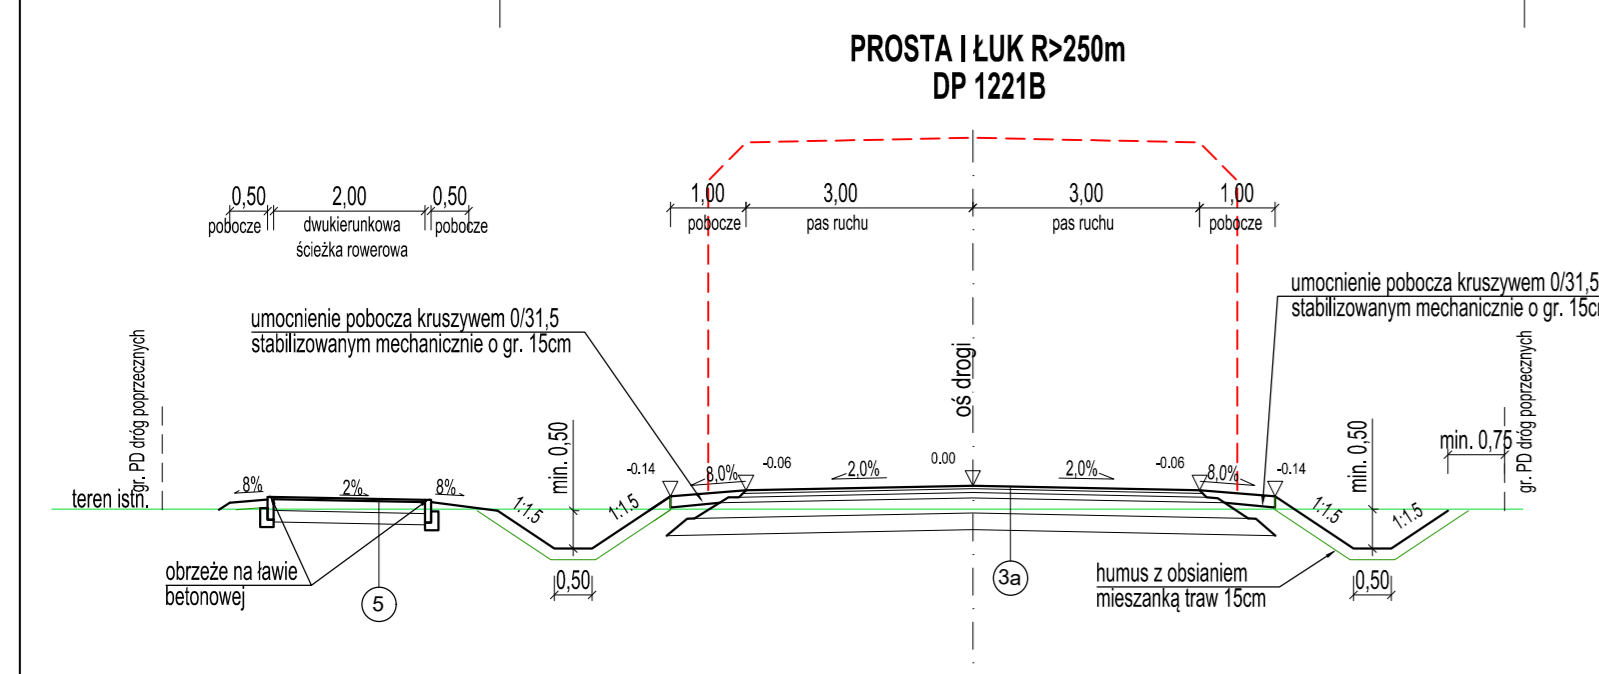 PROSTA I ŁUK R>250m
DP 1221B
0,50 2,00 0,50
pobocze dwukierunkowa pobocze
ścieżka rowerowa
1,00 3,00 3,00 1,00
pobocze pas ruchu pas ruchu pobocze
umocnienie pobocza kruszywem 0/31,5
stabilizowanym mechanicznie o gr. 15cm
umocnienie pobocza kruszywem 0/31,5
stabilizowanym mechanicznie o gr. 15c
gr. PD dróg poprzecznych
oś drogi
gr. PD dróg poprzecznych
min. 0,50
min. 0,50
min. 0,75
-0.14 8,0% -0.06 2,0% 0.00 2,0% -0.06 8,0% -0.14
teren istn.
8% 2% 8%
1:1.5 1:1.5
1:1.5 1:1.5
0,50
0,50
obrzeże na ławie
betonowej
5
3a
humus z obsianiem
mieszanką traw 15cm